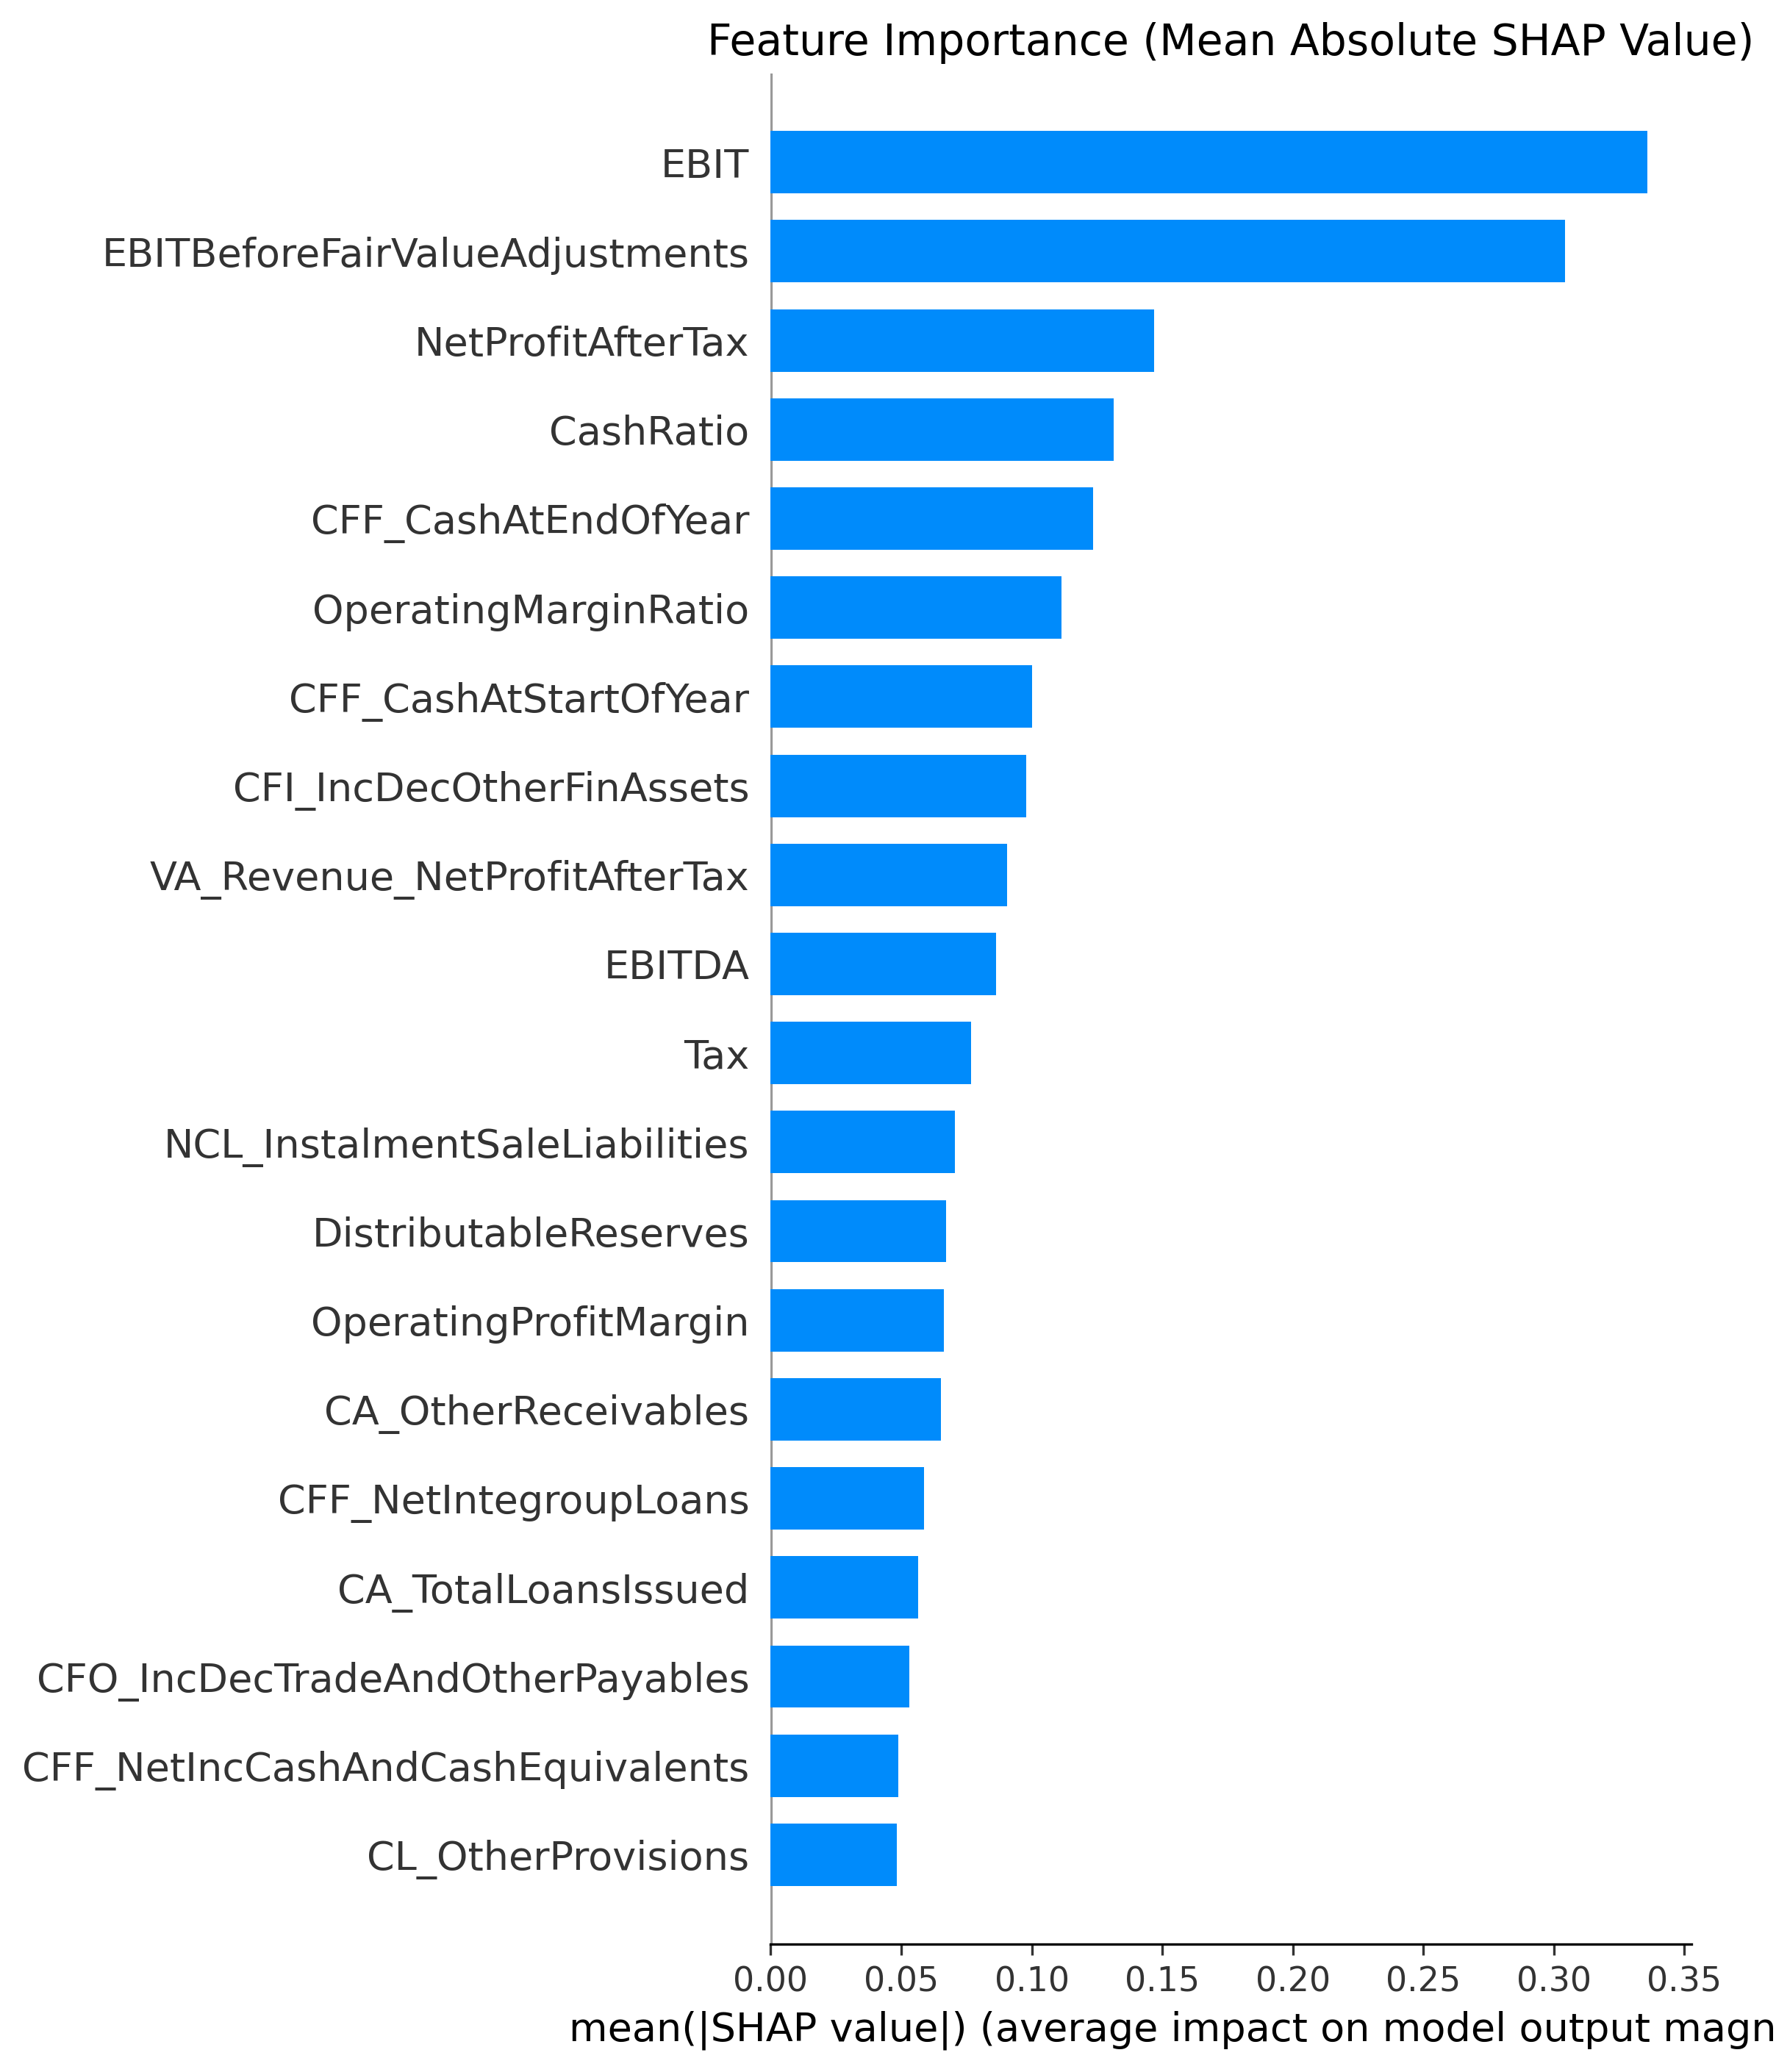 Feature Importance (Mean Absolute SHAP Value)
EBIT
EBITBeforeFairValueAdjustments
NetProfitAfterTax
CashRatio
CFF_CashAtEndOfYear
OperatingMarginRatio
CFF_CashAtStartOfYear
CFI_IncDecOtherFinAssets
VA_Revenue_NetProfitAfterTax
EBITDA
Tax
NCL_InstalmentSaleLiabilities
DistributableReserves
OperatingProfitMargin
CA_OtherReceivables
CFF_NetIntegroupLoans
CA_TotalLoansIssued
CFO_IncDecTradeAndOtherPayables
CFF_NetIncCashAndCashEquivalents
CL_OtherProvisions
0.00 0.05 0.10 0.15 0.20 0.25 0.30 0.35
mean(|SHAP value|) (average impact on model output magn